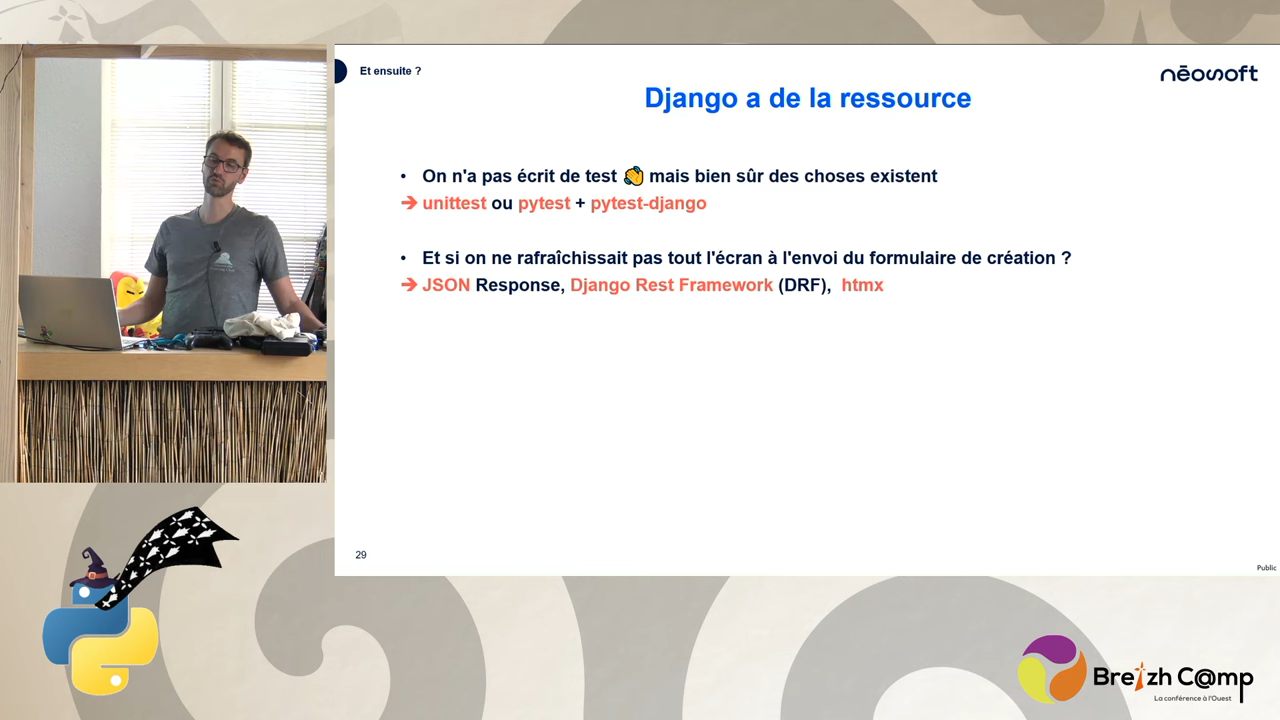 Et ensuite ?
nēosoft
Django a de la ressource
• On n'a pas écrit de test 👏 mais bien sûr des choses existent
➔ unittest ou pytest + pytest-django
• Et si on ne rafraîchissait pas tout l'écran à l'envoi du formulaire de création ?
➔ JSON Response, Django Rest Framework (DRF), htmx
29
Public
Breizh C@mp
La conférence à l'Ouest